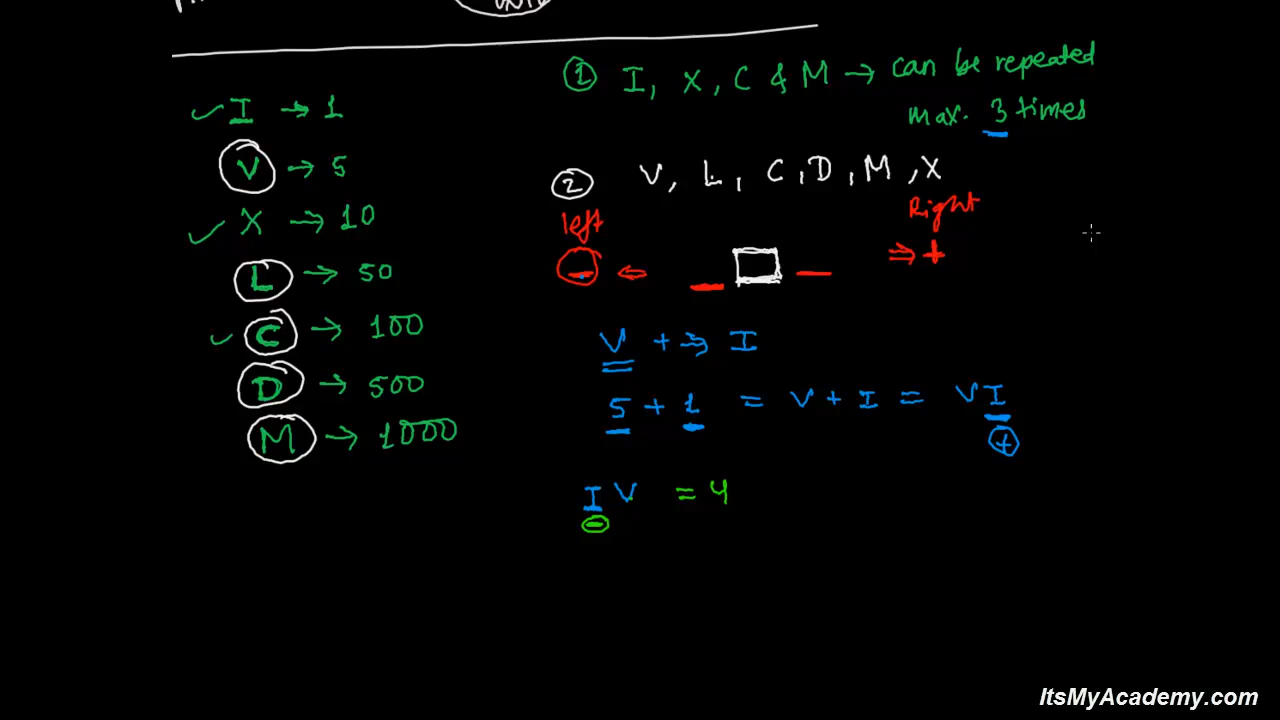 I → 1
V → 5
X → 10
L → 50
C → 100
D → 500
M → 1000
① I, X, C & M → can be repeated
max. 3 times
② V, L, C, D, M, X
left
Right
− ⇐ _ □ _ ⇒ +
V + → I
5 + 1 = V + I = VI
+
IV = 4
−
ItsMyAcademy.com